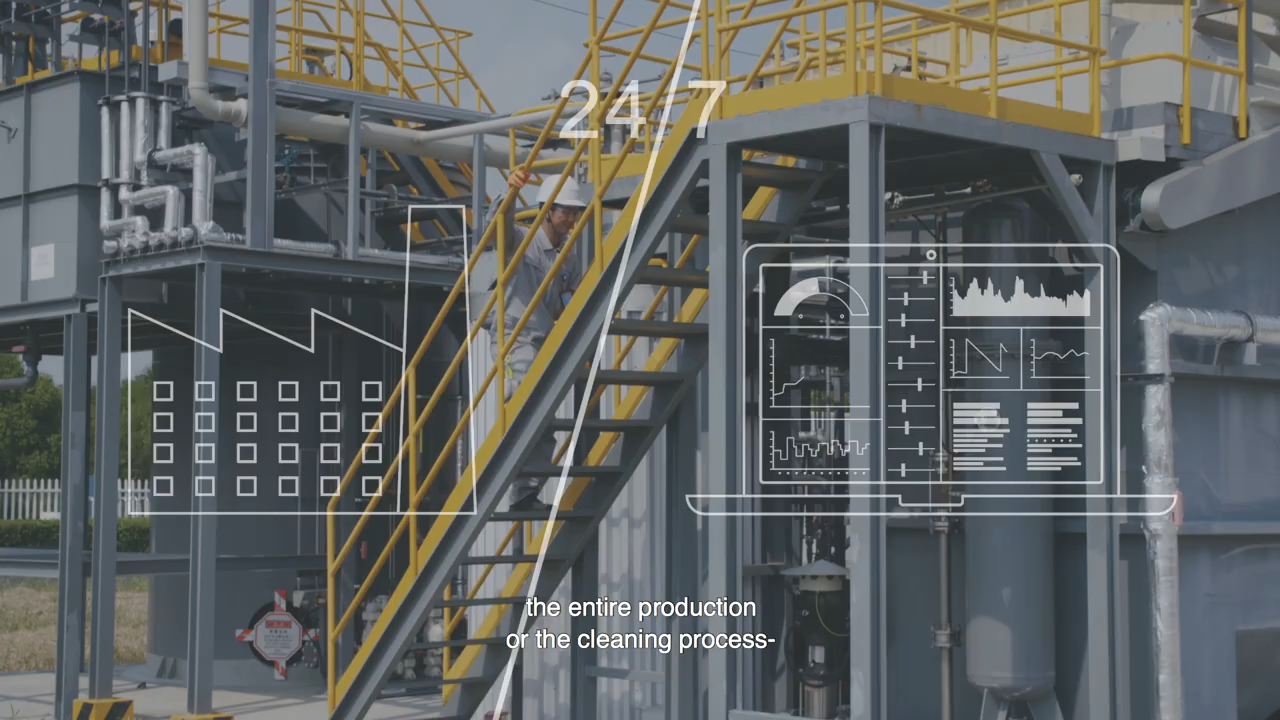 24/7
the entire production
or the cleaning process-